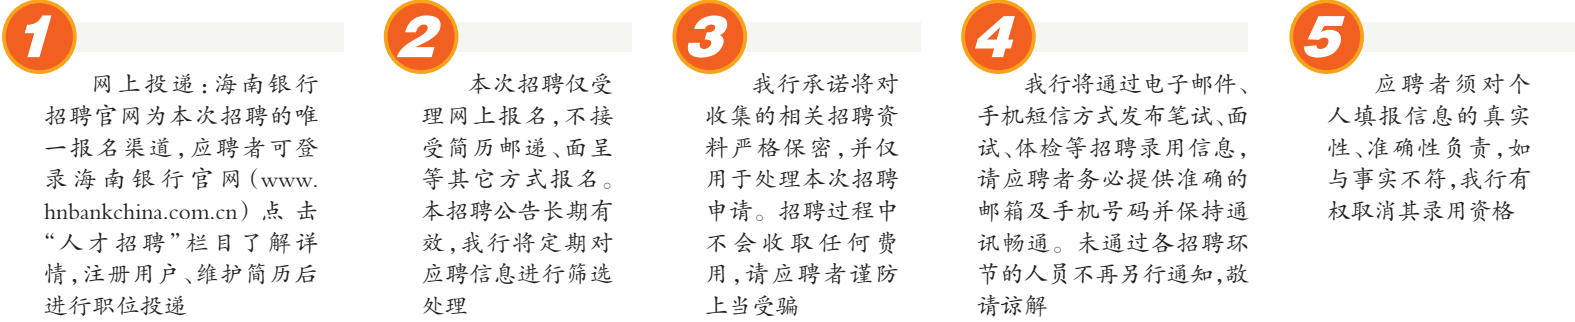 1
网上投递：海南银行
招聘官网为本次招聘的唯
一报名渠道，应聘者可登
录海南银行官网（www.
hnbankchina.com.cn）点击
“人才招聘”栏目了解详
情，注册用户、维护简历后
进行职位投递
2
本次招聘仅受
理网上报名，不接
受简历邮递、面呈
等其它方式报名。
本招聘公告长期有
效，我行将定期对
应聘信息进行筛选
处理
3
我行承诺将对
收集的相关招聘资
料严格保密，并仅
用于处理本次招聘
申请。招聘过程中
不会收取任何费
用，请应聘者谨防
上当受骗
4
我行将通过电子邮件、
手机短信方式发布笔试、面
试、体检等招聘录用信息，
请应聘者务必提供准确的
邮箱及手机号码并保持通
讯畅通。未通过各招聘环
节的人员不再另行通知，敬
请谅解
5
应聘者须对个
人填报信息的真实
性、准确性负责，如
与事实不符，我行有
权取消其录用资格